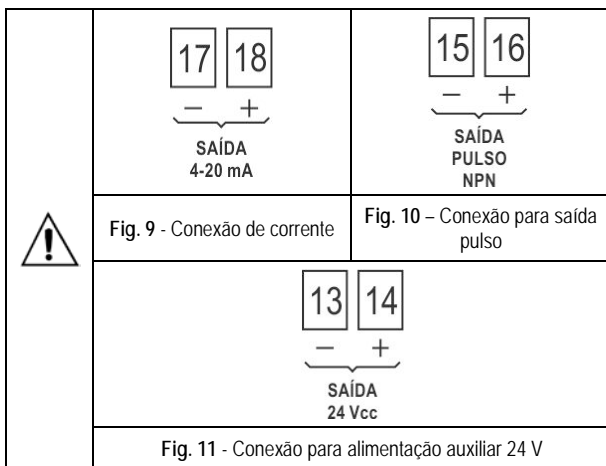 17 18
− +
SAÍDA
4-20 mA
Fig. 9 - Conexão de corrente
15 16
− +
SAÍDA
PULSO
NPN
Fig. 10 – Conexão para saída
pulso
13 14
− +
SAÍDA
24 Vcc
Fig. 11 - Conexão para alimentação auxiliar 24 V